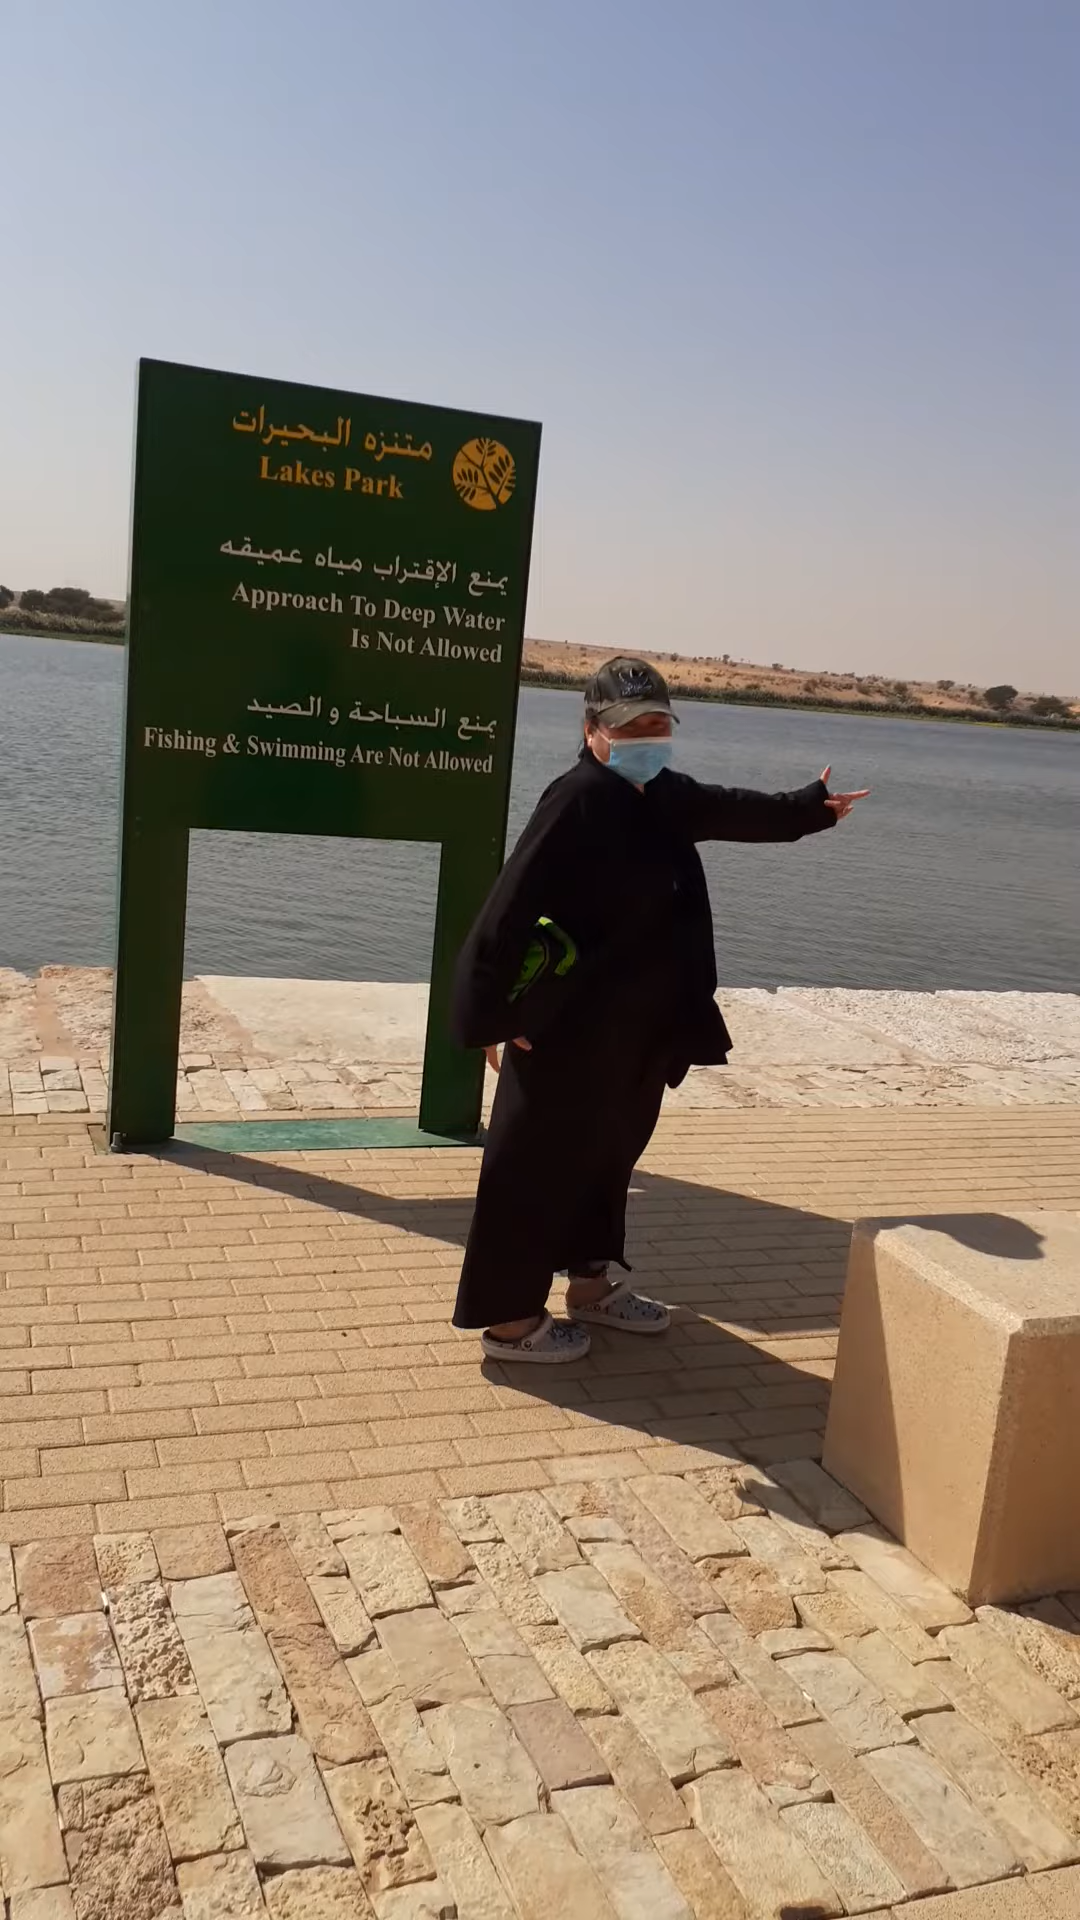 متنزه البحيرات
Lakes Park
يمنع الإقتراب مياه عميقه
Approach To Deep Water
Is Not Allowed
يمنع السباحة و الصيد
Fishing & Swimming Are Not Allowed